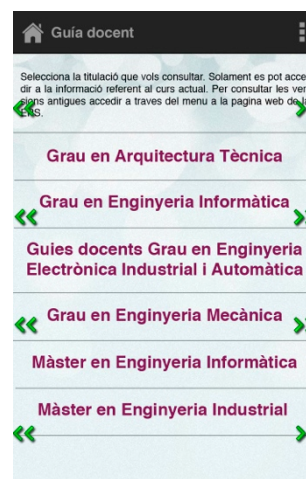 Guía docent
Selecciona la titulació que vols consultar. Solament es pot acce
dir a la informació referent al curs actual. Per consultar les ver
sions antigues accedir a traves del menu a la pagina web de
EPS.
Grau en Arquitectura Tècnica
Grau en Enginyeria Informàtica
Guies docents Grau en Enginyeria
Electrònica Industrial i Automàtica
Grau en Enginyeria Mecànica
Màster en Enginyeria Informàtica
Màster en Enginyeria Industrial